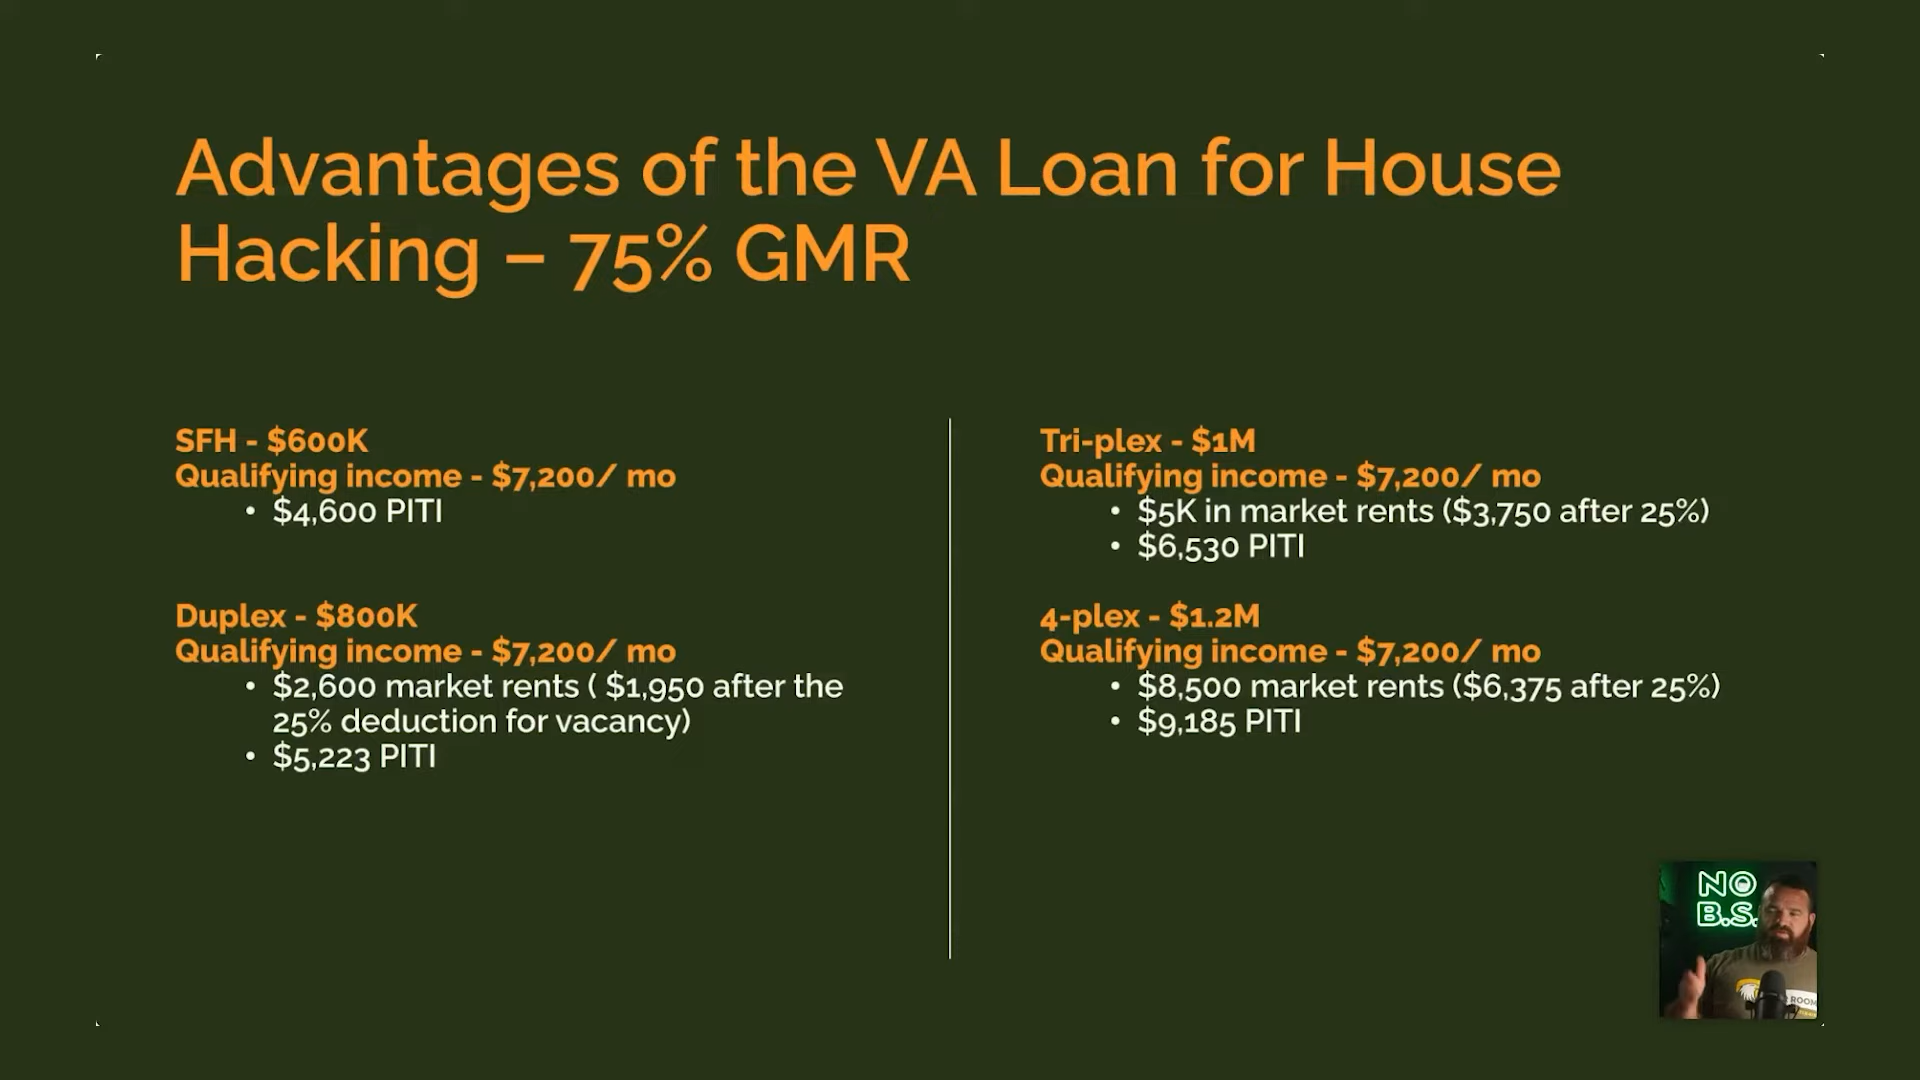 Advantages of the VA Loan for House
Hacking – 75% GMR
SFH - $600K
Qualifying income - $7,200/ mo
• $4,600 PITI
Duplex - $800K
Qualifying income - $7,200/ mo
• $2,600 market rents ( $1,950 after the
25% deduction for vacancy)
• $5,223 PITI
Tri-plex - $1M
Qualifying income - $7,200/ mo
• $5K in market rents ($3,750 after 25%)
• $6,530 PITI
4-plex - $1.2M
Qualifying income - $7,200/ mo
• $8,500 market rents ($6,375 after 25%)
• $9,185 PITI
NO
B.S.
ROOM